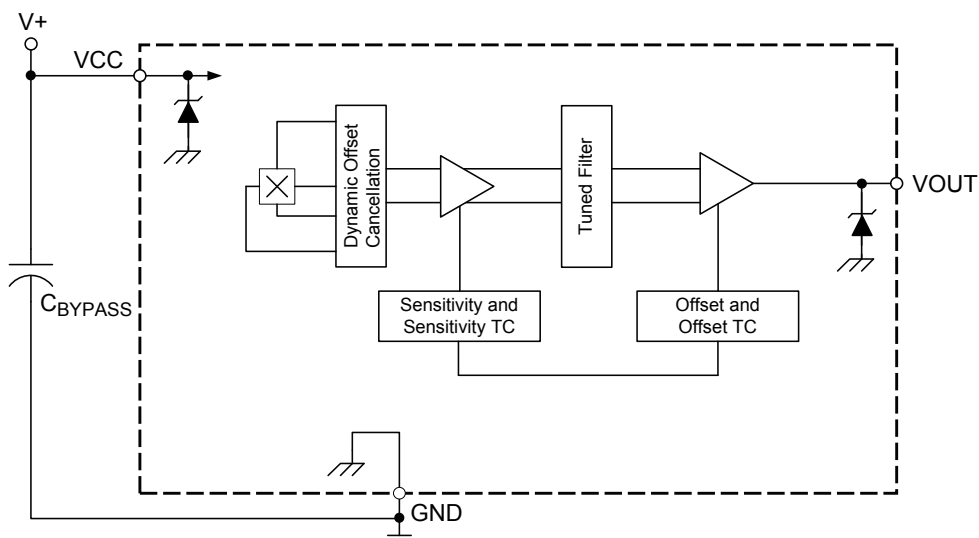 V+
VCC
Dynamic Offset
Cancellation
Tuned Filter
VOUT
CBYPASS
Sensitivity and
Sensitivity TC
Offset and
Offset TC
GND